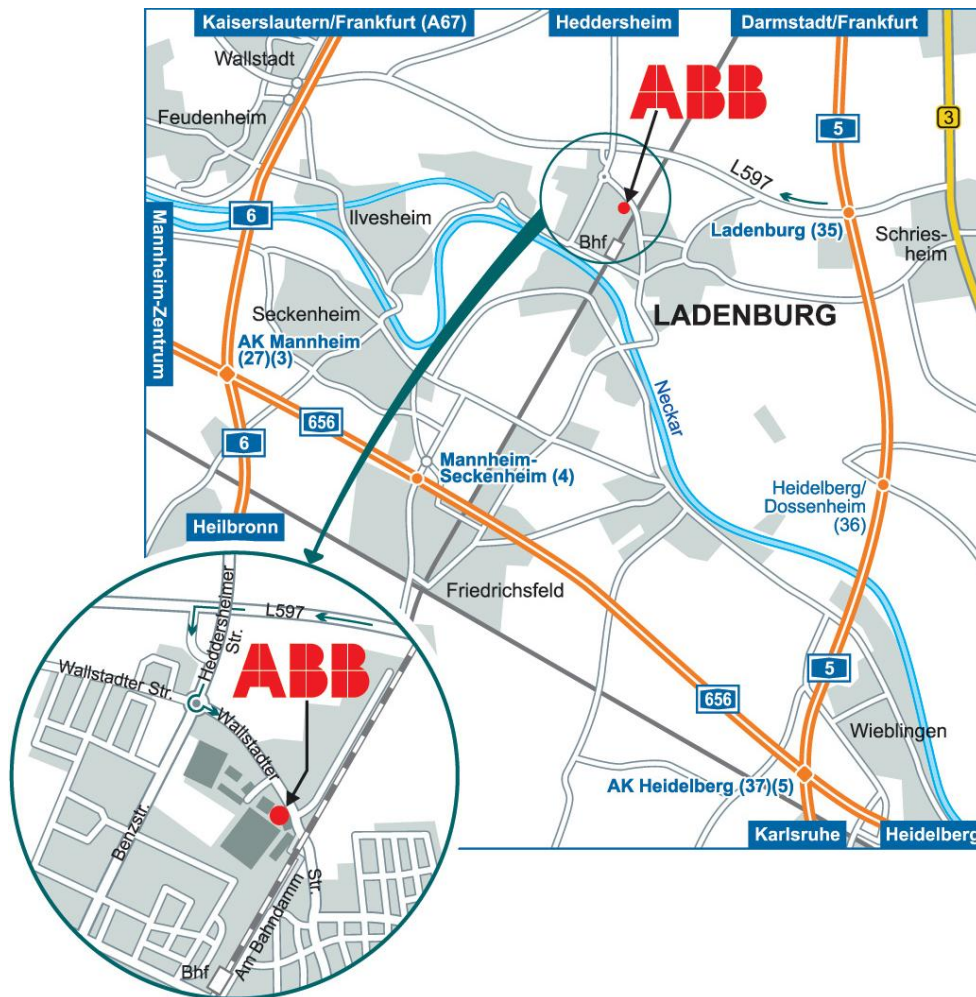 Kaiserslautern/Frankfurt (A67)
Heddersheim
Darmstadt/Frankfurt
Wallstadt
ABB
Feudenheim
3
5
L597
6
Ilvesheim
Bhf
Ladenburg (35)
Schries-
heim
Mannheim-Zentrum
Seckenheim
LADENBURG
AK Mannheim
(27)(3)
Neckar
656
6
Mannheim-
Seckenheim (4)
Heidelberg/
Dossenheim
(36)
Heilbronn
Friedrichsfeld
L597
Heddersheimer
Str.
ABB
Wallstadter Str.
5
656
Wallstadter
Wieblingen
AK Heidelberg (37)(5)
Benzstr.
Karlsruhe
Heidelberg
Str.
Am Bahndamm
Bhf